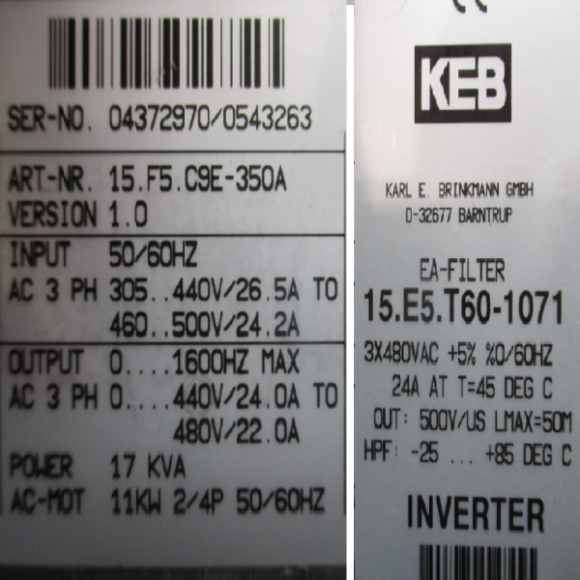 SER-NO. 04372970/0543263
ART-NR. 15.F5.C9E-350A
VERSION 1.0
INPUT 50/60HZ
AC 3 PH 305..440V/26.5A TO
460..500V/24.2A
OUTPUT 0....1600HZ MAX
AC 3 PH 0....440V/24.0A TO
480V/22.0A
POWER 17 KVA
AC-MOT 11KW 2/4P 50/60HZ
CE
KEB
KARL E. BRINKMANN GMBH
D-32677 BARNTRUP
EA-FILTER
15.E5.T60-1071
3X480VAC +5% %0/60HZ
24A AT T=45 DEG C
OUT: 500V/US LMAX=50M
HPF: -25 ... +85 DEG C
INVERTER